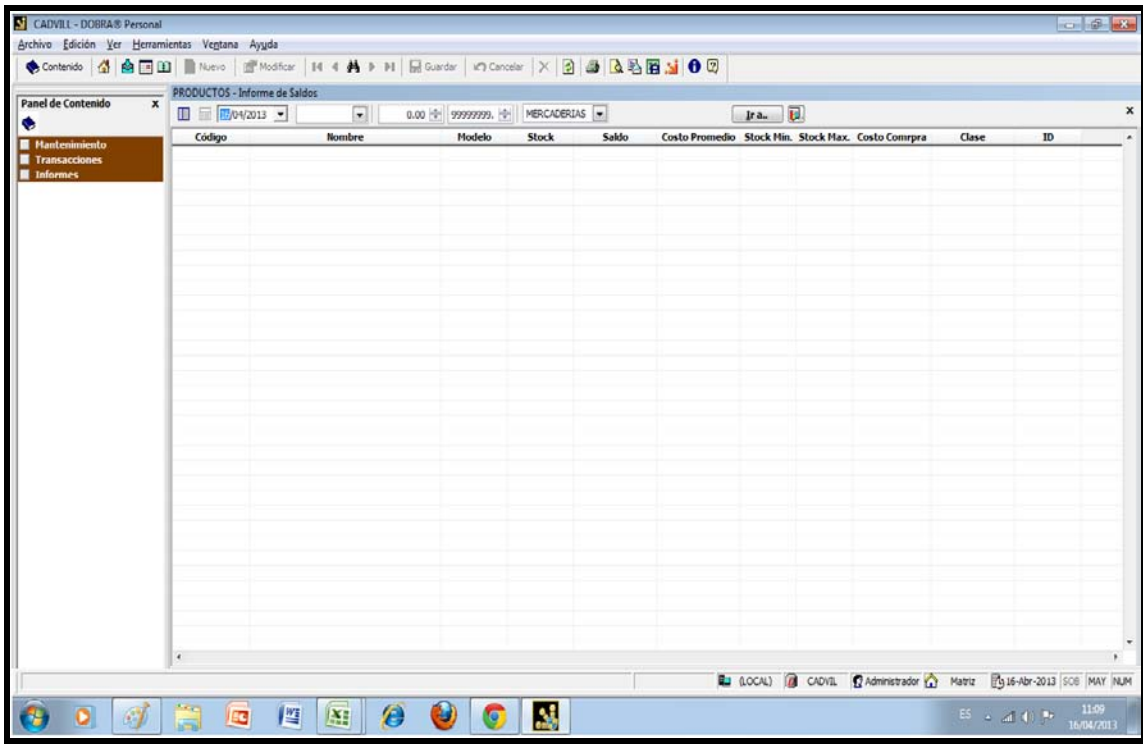 CADVILL - DOBRA® Personal
Archivo Edición Ver Herramientas Ventana Ayuda
Contenido Nuevo Modificar Guardar Cancelar
Panel de Contenido x
PRODUCTOS - Informe de Saldos
/04/2013 0.00 99999999. MERCADERIAS Ir a.. x
Código Nombre Modelo Stock Saldo Costo Promedio Stock Min. Stock Max. Costo Comrpra Clase ID
Mantenimiento
Transacciones
Informes
(LOCAL) CADVIL Administrador Matriz 16-Abr-2013 SOB MAY NUM
ES 11:09
16/04/2013